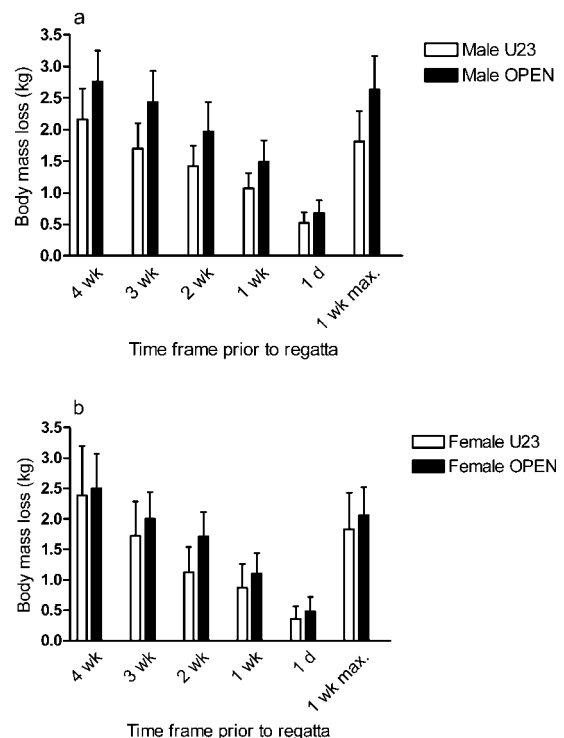 a
Body mass loss (kg)
3.5
3.0
2.5
2.0
1.5
1.0
0.5
0.0
4 wk
3 wk
2 wk
1 wk
1 d
1 wk max.
Time frame prior to regatta
Male U23
Male OPEN
b
Body mass loss (kg)
3.5
3.0
2.5
2.0
1.5
1.0
0.5
0.0
4 wk
3 wk
2 wk
1 wk
1 d
1 wk max.
Time frame prior to regatta
Female U23
Female OPEN